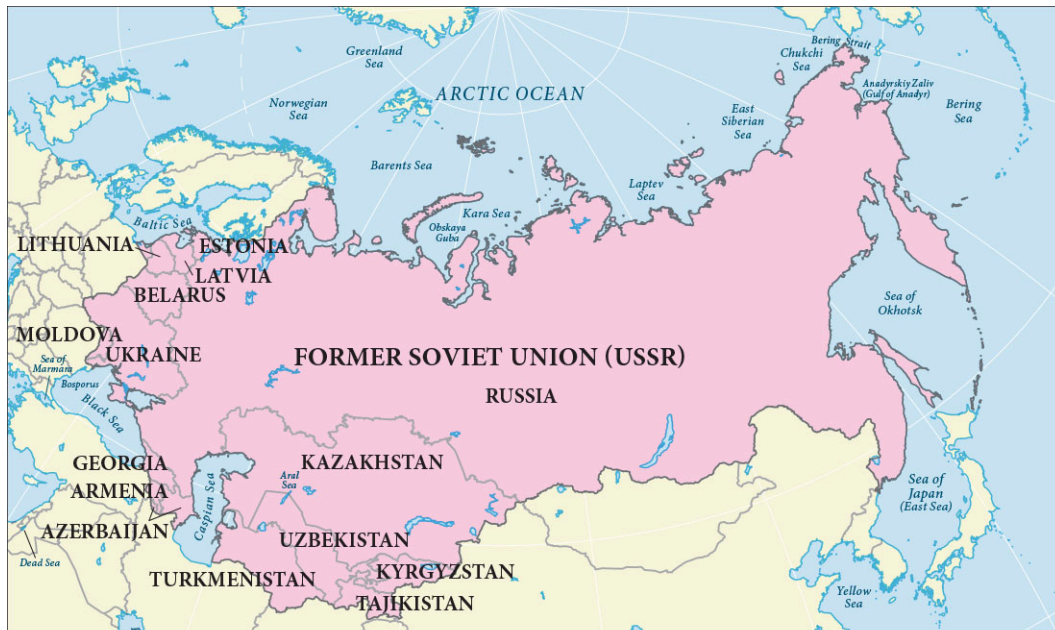 Greenland
Sea
ARCTIC OCEAN
Norwegian
Sea
Barents Sea
Kara Sea
Obskaya
Guba
Laptev
Sea
East
Siberian
Sea
Chukchi
Sea
Bering Strait
Anadyrskiy Zaliv
(Gulf of Anadyr)
Bering
Sea
Baltic Sea
LITHUANIA
ESTONIA
LATVIA
BELARUS
MOLDOVA
UKRAINE
Sea of
Marmara
Bosporus
Black Sea
FORMER SOVIET UNION (USSR)
RUSSIA
Sea of
Okhotsk
GEORGIA
ARMENIA
AZERBAIJAN
Caspian Sea
Aral
Sea
KAZAKHSTAN
UZBEKISTAN
TURKMENISTAN
KYRGYZSTAN
TAJIKISTAN
Dead Sea
Sea of
Japan
(East Sea)
Yellow
Sea